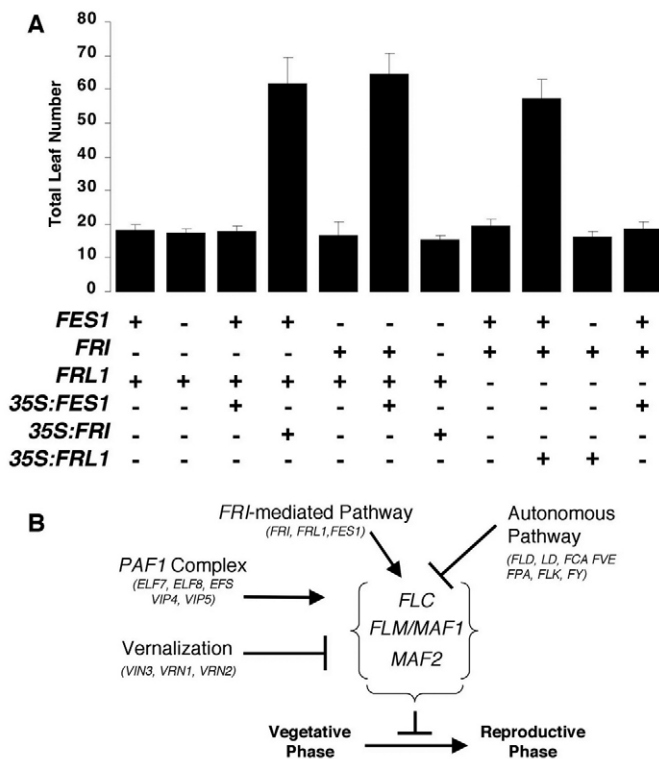 A
Total Leaf Number
80
70
60
50
40
30
20
10
0
FES1 + - + + - - - + + - +
FRI - - - - + + - + + + +
FRL1 + + + + + + + - - - -
35S:FES1 - - + - - + - - - - +
35S:FRI - - - + - - + - - - -
35S:FRL1 - - - - - - - - + + -
B
FRI-mediated Pathway
(FRI, FRL1,FES1)
Autonomous
Pathway
(FLD, LD, FCA FVE
FPA, FLK, FY)
PAF1 Complex
(ELF7, ELF8, EFS
VIP4, VIP5)
FLC
FLM/MAF1
MAF2
Vernalization
(VIN3, VRN1, VRN2)
Vegetative
Phase
Reproductive
Phase